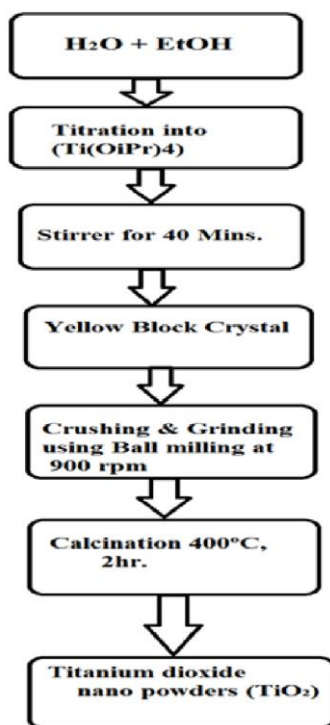 H₂O + EtOH
Titration into
(Ti(OiPr)4)
Stirrer for 40 Mins.
Yellow Block Crystal
Crushing & Grinding
using Ball milling at
900 rpm
Calcination 400°C,
2hr.
Titanium dioxide
nano powders (TiO₂)